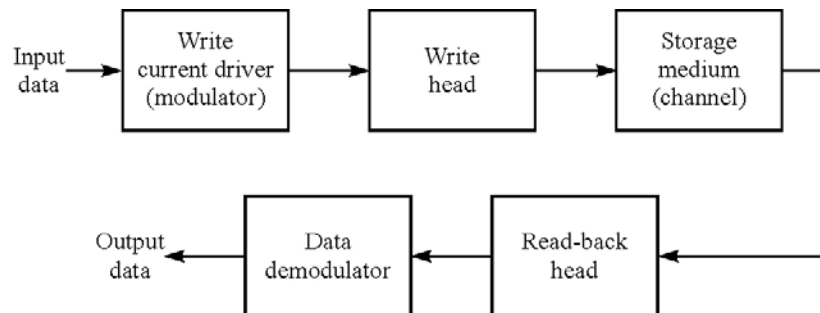 Input
data
Write
current driver
(modulator)
Write
head
Storage
medium
(channel)
Output
data
Data
demodulator
Read-back
head